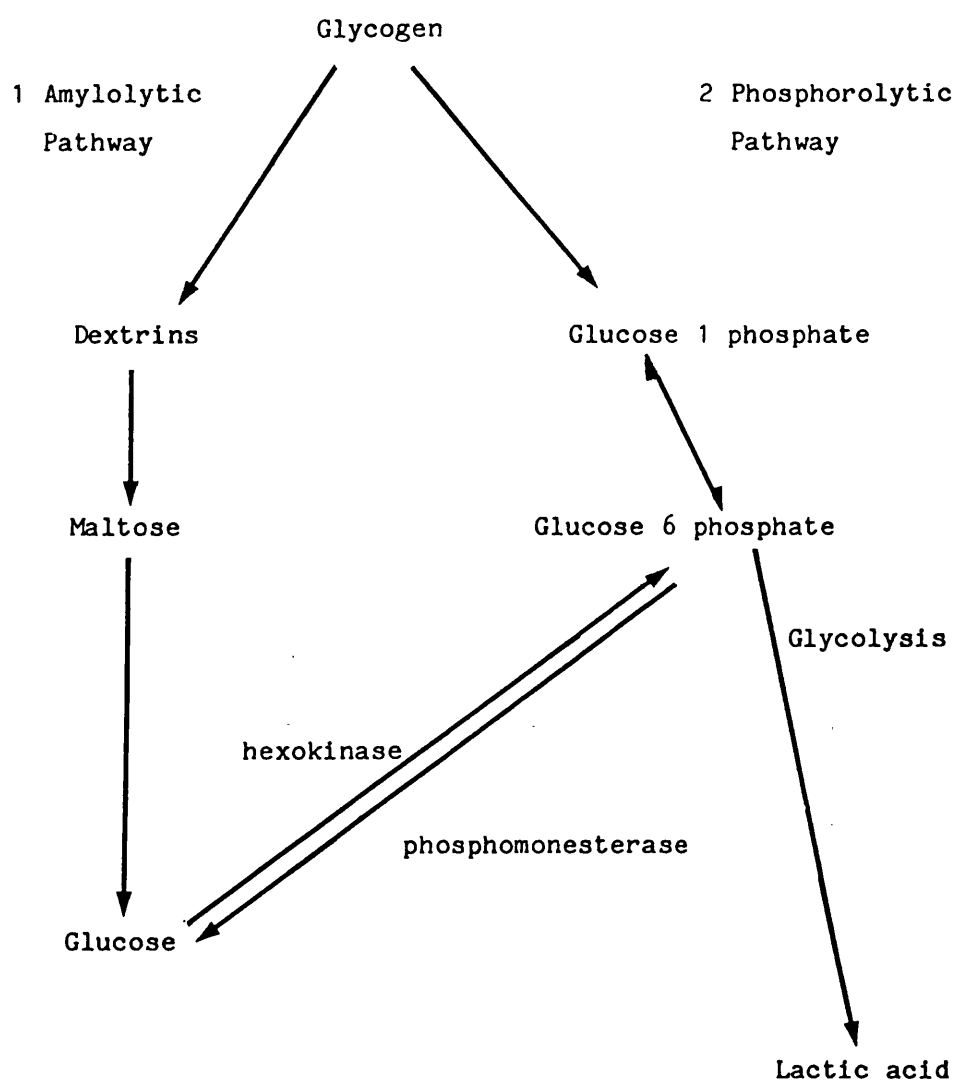 Glycogen
1 Amylolytic
Pathway
2 Phosphorolytic
Pathway
Dextrins
Glucose 1 phosphate
Maltose
Glucose 6 phosphate
Glycolysis
hexokinase
phosphomonesterase
Glucose
Lactic acid